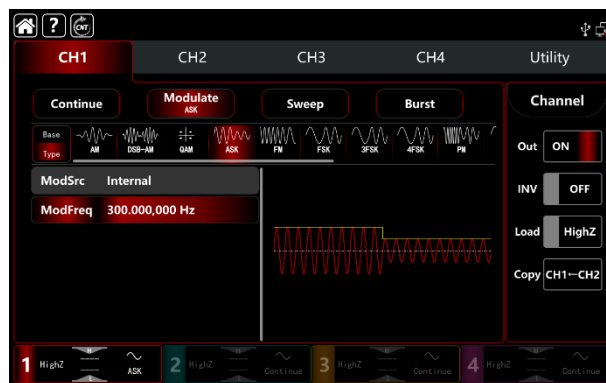 ? CNT
CH1 CH2 CH3 CH4 Utility
Continue Modulate Sweep Burst Channel
ASK
Base
Type AM DSB-AM QAM ASK FM FSK 3FSK 4FSK PM
Out ON
ModSrc Internal
INV OFF
ModFreq 300.000,000 Hz
Load HighZ
Copy CH1←CH2
1 HighZ ASK 2 HighZ Continue 3 HighZ Continue 4 HighZ Continue